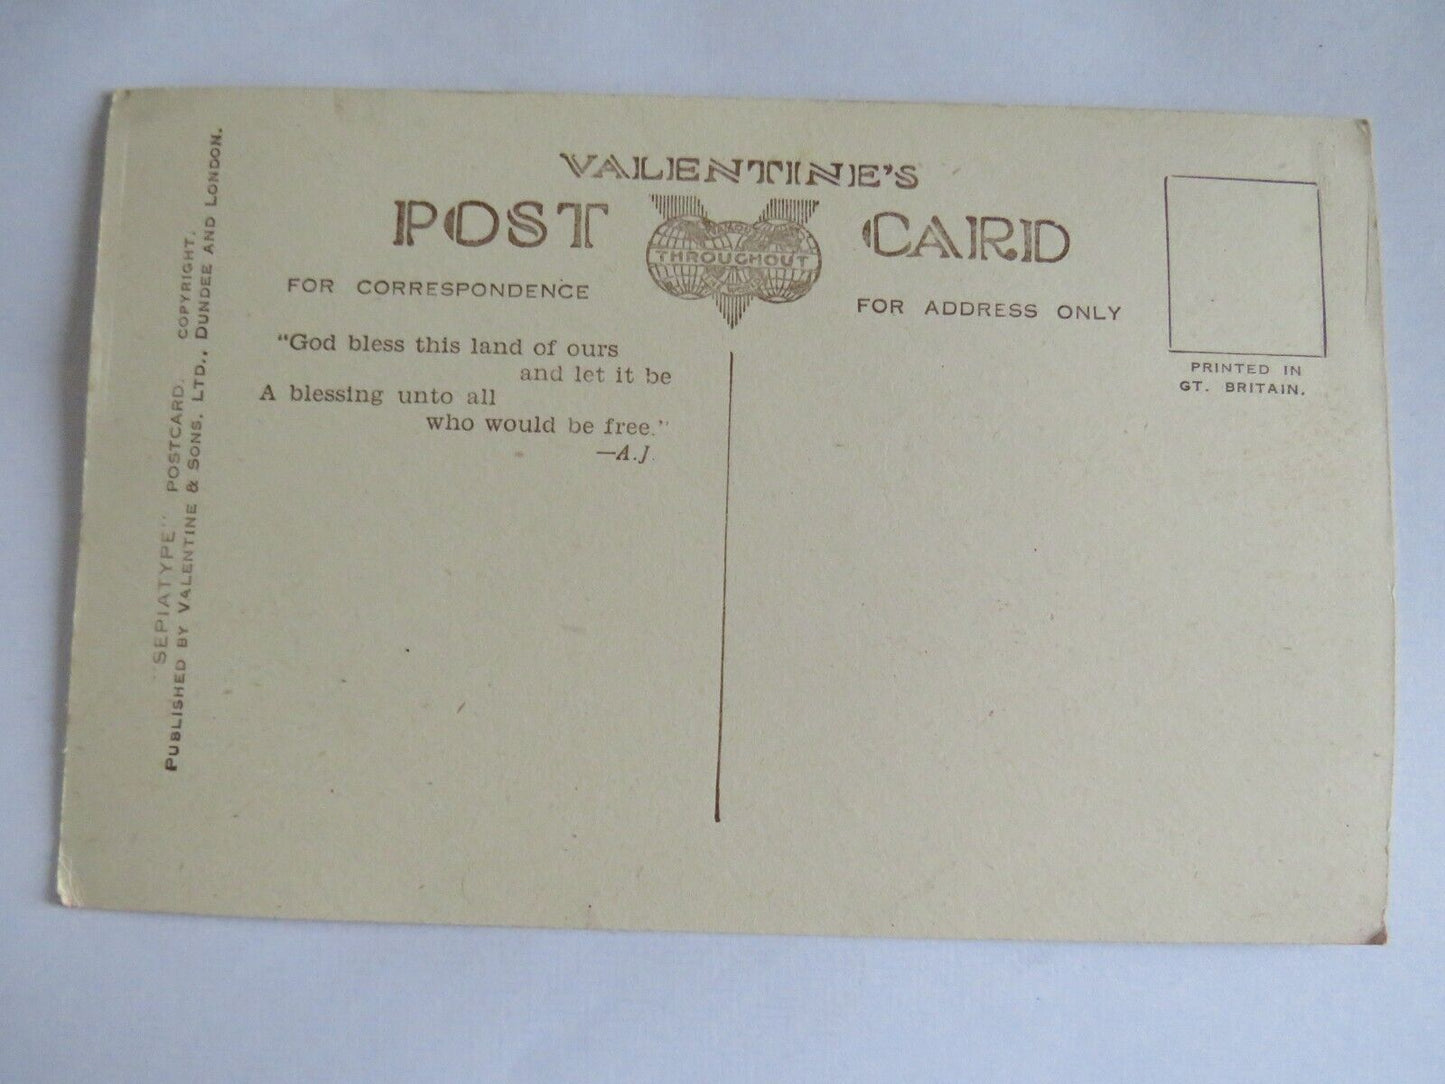 VALENTINE'S
POST CARD
THROUGHOUT
FOR CORRESPONDENCE
FOR ADDRESS ONLY
"God bless this land of ours
and let it be
A blessing unto all
who would be free."
—A.J.
PRINTED IN
GT. BRITAIN.
"SEPIATYPE" POSTCARD. COPYRIGHT.
PUBLISHED BY VALENTINE & SONS. LTD., DUNDEE AND LONDON.